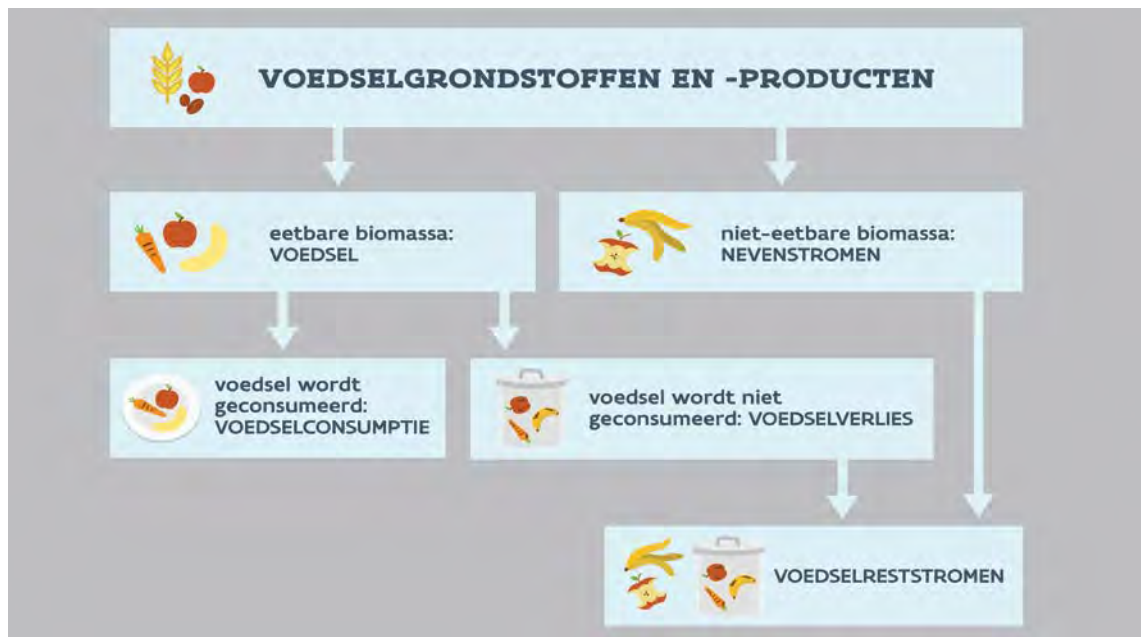 VOEDSELGRONDSTOFFEN EN -PRODUCTEN
eetbare biomassa:
VOEDSEL
niet-eetbare biomassa:
NEVENSTROMEN
voedsel wordt
geconsumeerd:
VOEDSELCONSUMPTIE
voedsel wordt niet
geconsumeerd: VOEDSELVERLIES
VOEDSELRESTSTROMEN